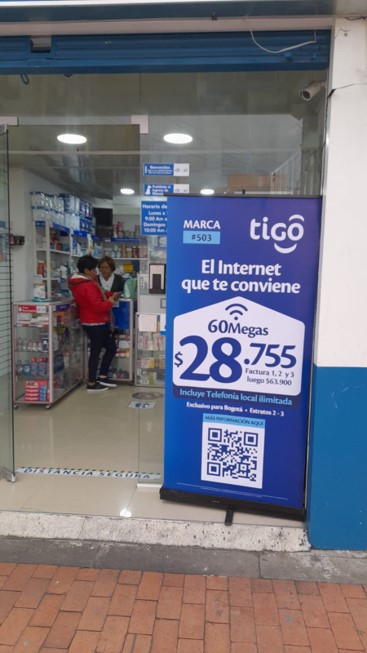 Horario de
Lunes a
9:00 Am
Domingos
10:00 Am
MARCA
#503
tigo
El Internet
que te conviene
60Megas
$28.755
Factura 1, 2 y 3
luego $63.900
Incluye Telefonía local ilimitada
Exclusivo para Bogotá • Estratos 2 - 3
MÁS INFORMACIÓN AQUÍ
DISTANCIA SEGURA